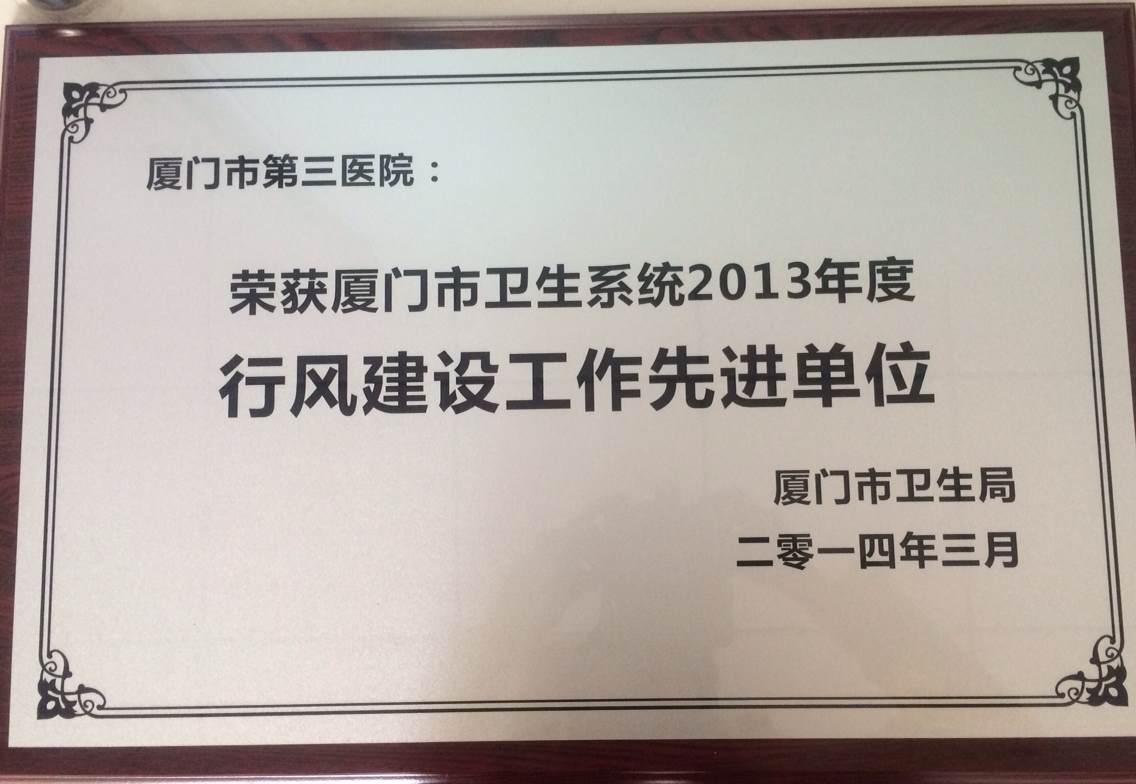 厦门市第三医院：
荣获厦门市卫生系统2013年度
行风建设工作先进单位
厦门市卫生局
二零一四年三月